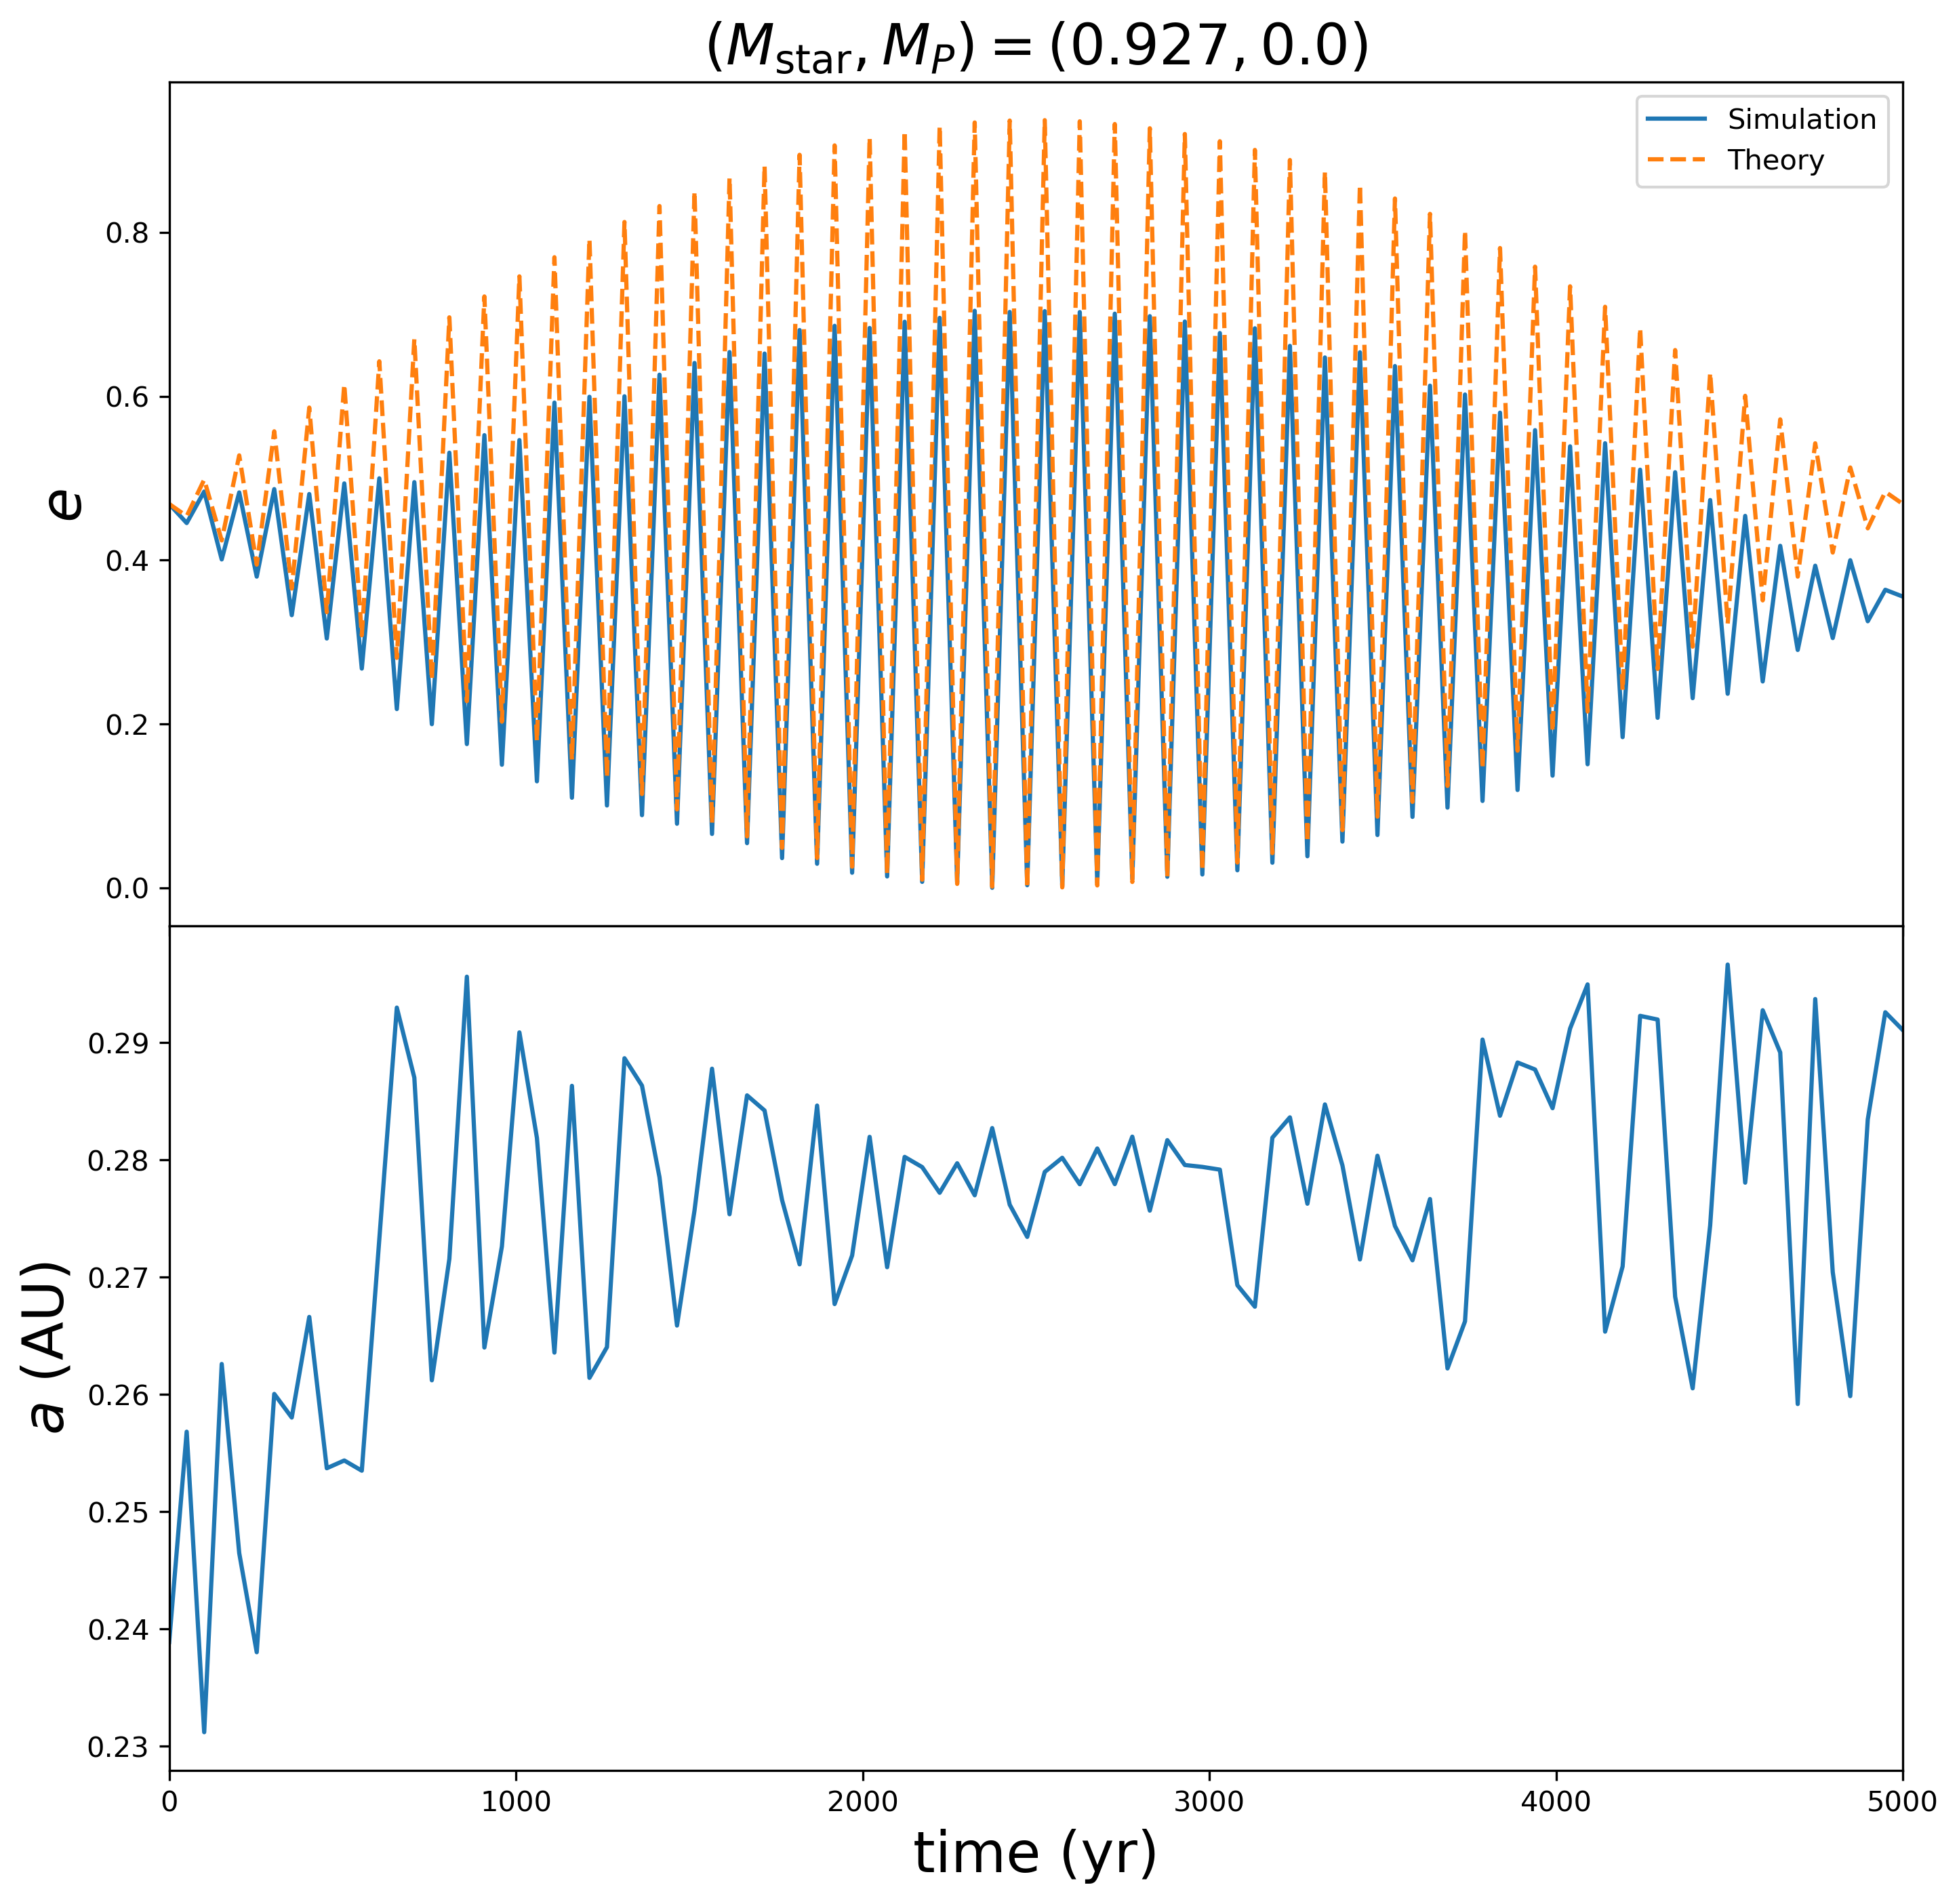 (M_star, M_P) = (0.927, 0.0)
Simulation
Theory
e
0.8
0.6
0.4
0.2
0.0
a (AU)
0.29
0.28
0.27
0.26
0.25
0.24
0.23
0 1000 2000 3000 4000 5000
time (yr)